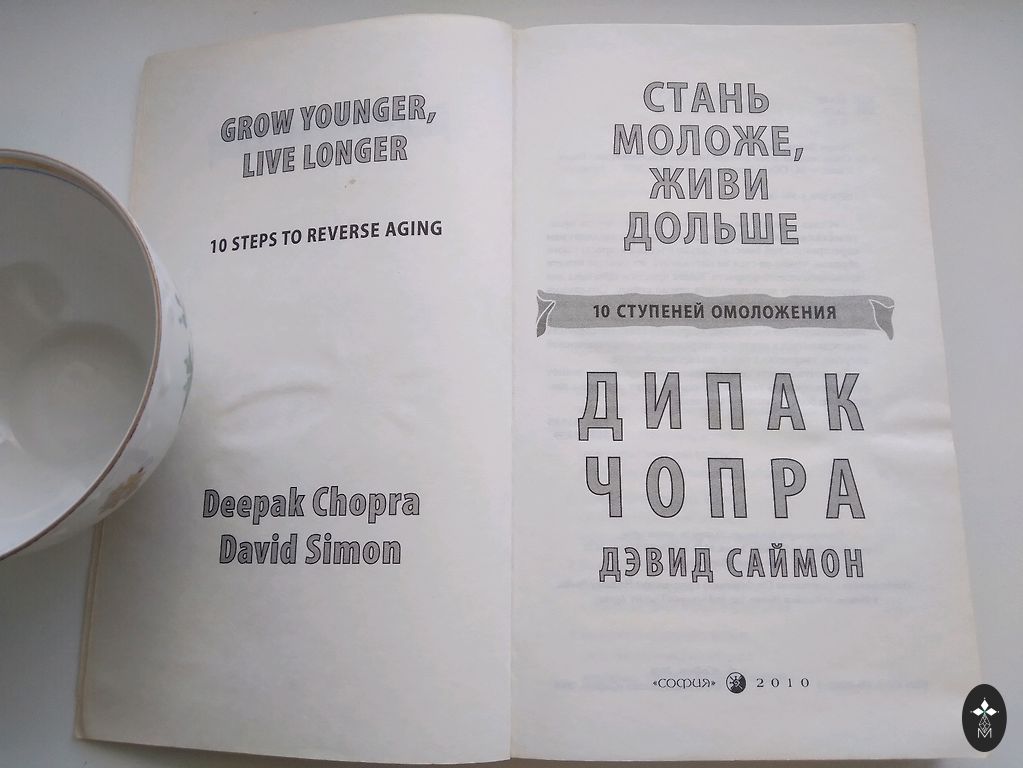 GROW YOUNGER,
LIVE LONGER
10 STEPS TO REVERSE AGING
Deepak Chopra
David Simon
СТАНЬ
МОЛОЖЕ,
ЖИВИ
ДОЛЬШЕ
10 СТУПЕНЕЙ ОМОЛОЖЕНИЯ
ДИПАК
ЧОПРА
ДЭВИД САЙМОН
«СОФИЯ» 2010